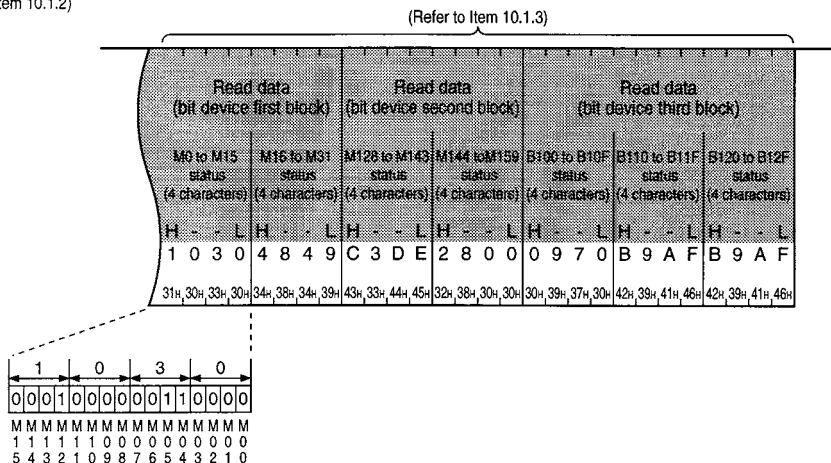 tem 10.1.2)
(Refer to Item 10.1.3)
Read data Read data Read data
(bit device first block) (bit device second block) (bit device third block)
M0 to M15 M16 to M31 M128 to M143 M144 toM159 B100 to B10F B110 to B11F B120 to B12F
status status status status status status status
(4 characters) (4 characters) (4 characters) (4 characters) (4 characters) (4 characters) (4 characters)
H - - L H - - L H - - L H - - L H - - L H - - L H - - L
1 0 3 0 4 8 4 9 C 3 D E 2 8 0 0 0 9 7 0 B 9 A F B 9 A F
31H, 30H, 33H, 30H 34H, 38H, 34H, 39H 43H, 33H, 44H, 45H 32H, 38H, 30H, 30H 30H, 39H, 37H, 30H 42H, 39H, 41H, 46H 42H, 39H, 41H, 46H
1 0 3 0
0 0 0 1 0 0 0 0 0 0 1 1 0 0 0 0
M M M M M M M M M M M M M M M M
1 1 1 1 1 1 0 0 0 0 0 0 0 0 0 0
5 4 3 2 1 0 9 8 7 6 5 4 3 2 1 0